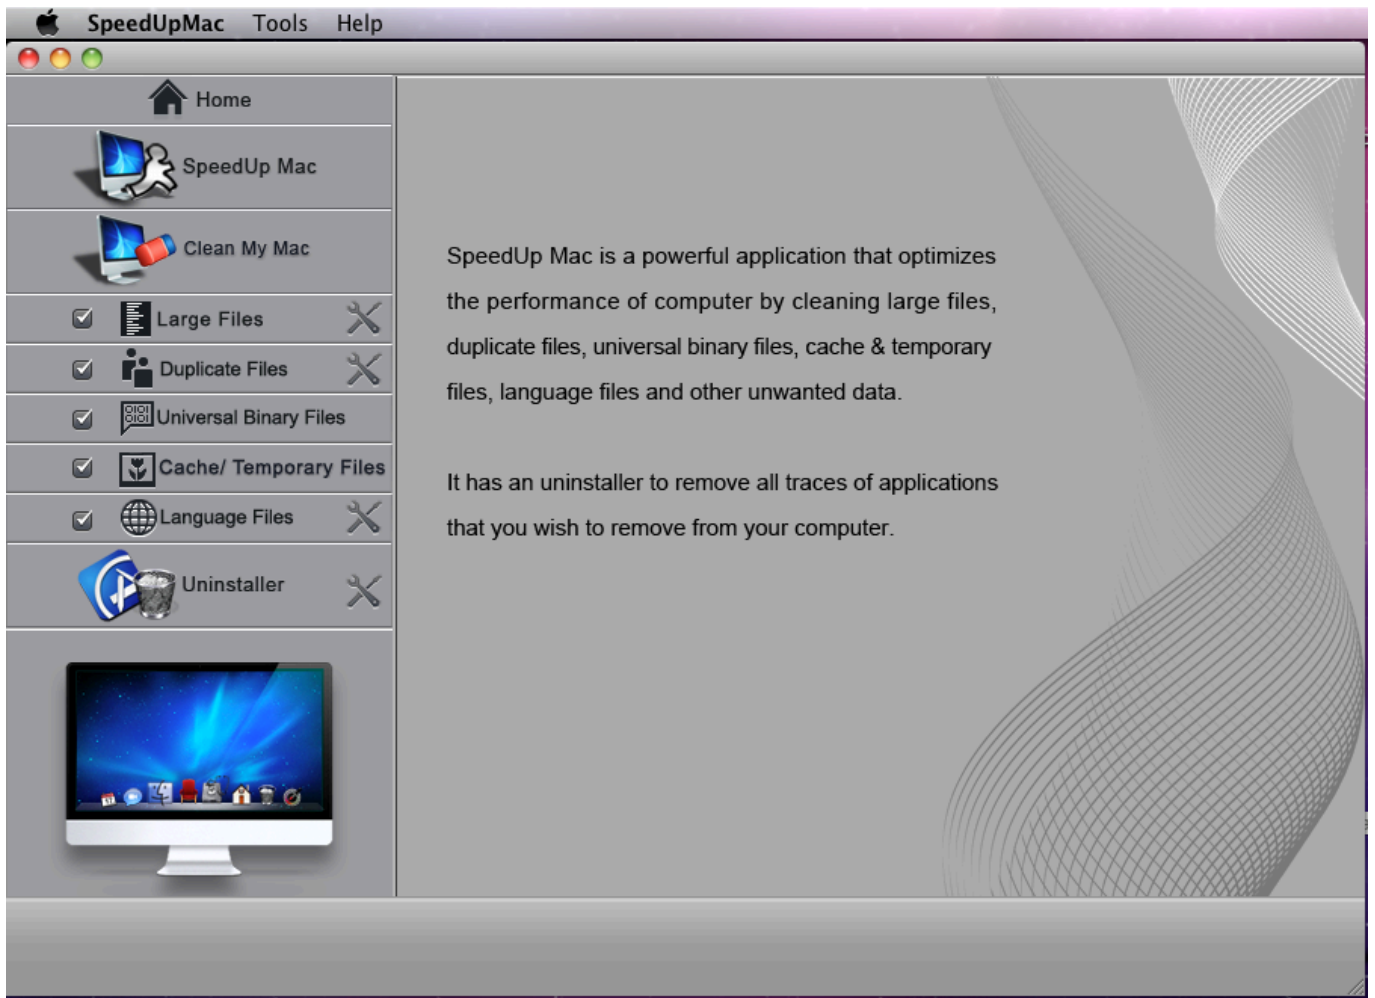 SpeedUpMac Tools Help
Home
SpeedUp Mac
Clean My Mac
Large Files
Duplicate Files
Universal Binary Files
Cache/ Temporary Files
Language Files
Uninstaller
SpeedUp Mac is a powerful application that optimizes
the performance of computer by cleaning large files,
duplicate files, universal binary files, cache & temporary
files, language files and other unwanted data.
It has an uninstaller to remove all traces of applications
that you wish to remove from your computer.